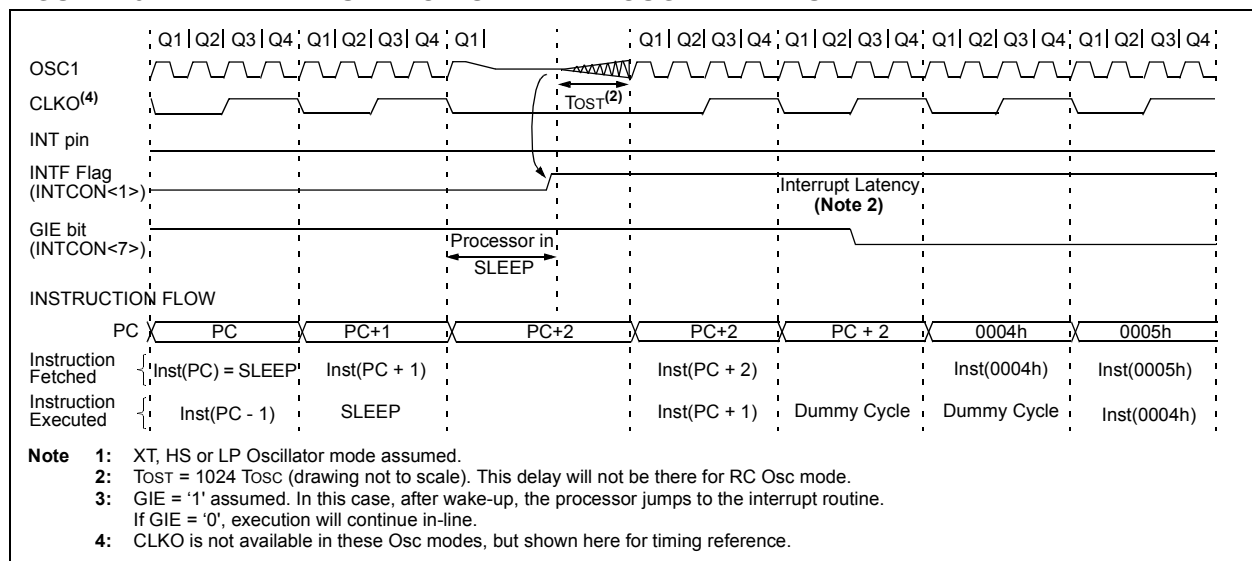 Q1 Q2 Q3 Q4 Q1 Q2 Q3 Q4 Q1 Q1 Q2 Q3 Q4 Q1 Q2 Q3 Q4 Q1 Q2 Q3 Q4 Q1 Q2 Q3 Q4
OSC1
CLKO(4) TOST(2)
INT pin
INTF Flag
(INTCON<1>)
Interrupt Latency
(Note 2)
GIE bit
(INTCON<7>)
Processor in
SLEEP
INSTRUCTION FLOW
PC PC PC+1 PC+2 PC+2 PC + 2 0004h 0005h
Instruction
Fetched
Inst(PC) = SLEEP Inst(PC + 1) Inst(PC + 2) Inst(0004h) Inst(0005h)
Instruction
Executed
Inst(PC - 1) SLEEP Inst(PC + 1) Dummy Cycle Dummy Cycle Inst(0004h)
Note 1: XT, HS or LP Oscillator mode assumed.
2: TOST = 1024 TOSC (drawing not to scale). This delay will not be there for RC Osc mode.
3: GIE = '1' assumed. In this case, after wake-up, the processor jumps to the interrupt routine.
If GIE = '0', execution will continue in-line.
4: CLKO is not available in these Osc modes, but shown here for timing reference.